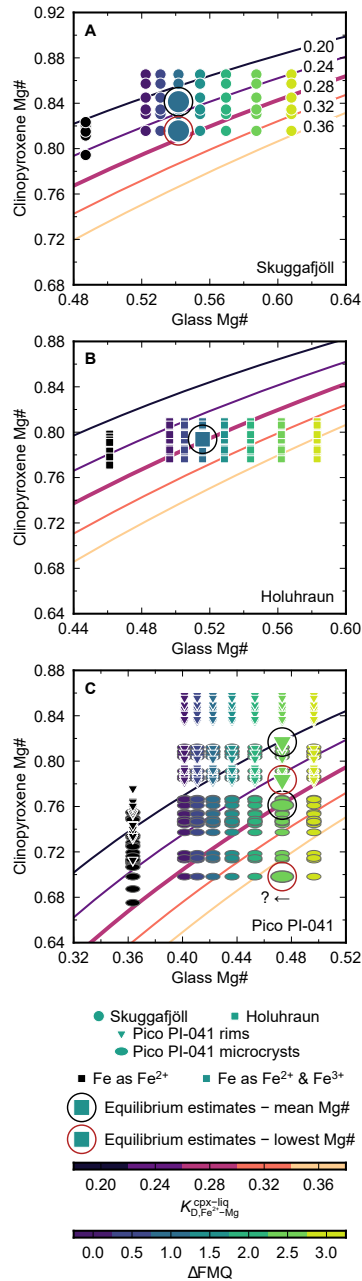 0.92
A
0.20
0.88
0.24
0.28
0.84
0.32
0.80
0.36
0.76
0.72
Skuggafjöll
0.68
0.48 0.52 0.56 0.60 0.64
Clinopyroxene Mg#
Glass Mg#
B
0.88
0.84
0.80
0.76
0.72
0.68
Holuhraun
0.64
0.44 0.48 0.52 0.56 0.60
Clinopyroxene Mg#
Glass Mg#
C
0.88
0.84
0.80
0.76
0.72
0.68
? ←
Pico PI-041
0.64
0.32 0.36 0.40 0.44 0.48 0.52
Clinopyroxene Mg#
Glass Mg#
Skuggafjöll Holuhraun
Pico PI-041 rims
Pico PI-041 microcrysts
Fe as Fe²⁺ Fe as Fe²⁺ & Fe³⁺
Equilibrium estimates − mean Mg#
Equilibrium estimates − lowest Mg#
0.20 0.24 0.28 0.32 0.36
K D,Fe²⁺−Mg cpx−liq
0.0 0.5 1.0 1.5 2.0 2.5 3.0
ΔFMQ